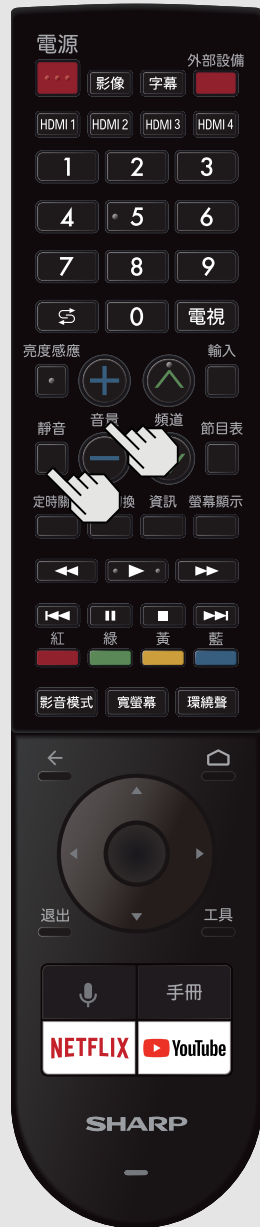 電源
外部設備
影像 字幕
HDMI 1 HDMI 2 HDMI 3 HDMI 4
1 2 3
4 5 6
7 8 9
0 電視
亮度感應 輸入
靜音 音量 頻道 節目表
定時關 換 資訊 螢幕顯示
紅 綠 黃 藍
影音模式 寬螢幕 環繞聲
退出 工具
手冊
NETFLIX YouTube
SHARP